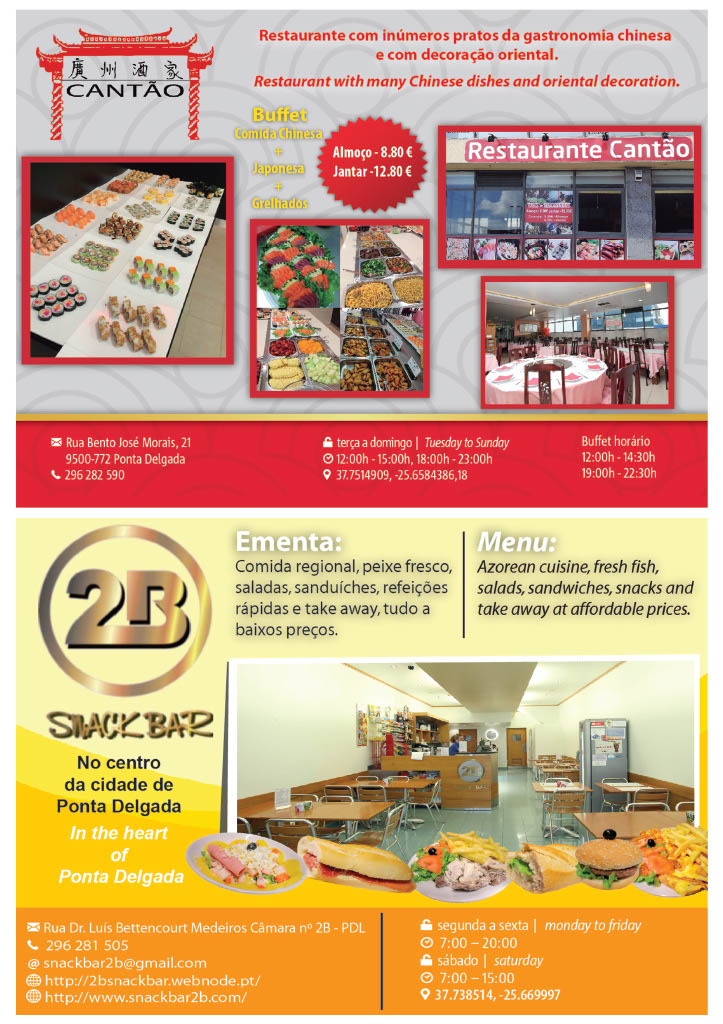 廣州酒家
CANTÃO
Restaurante com inúmeros pratos da gastronomia chinesa
e com decoração oriental.
Restaurant with many Chinese dishes and oriental decoration.
Buffet
Comida Chinesa
+
Japonesa
+
Grelhados
Almoço - 8.80 €
Jantar -12.80 €
Restaurante Cantão
Rua Bento José Morais, 21
9500-772 Ponta Delgada
296 282 590
terça a domingo | Tuesday to Sunday
12:00h - 15:00h, 18:00h - 23:00h
37.7514909, -25.6584386,18
Buffet horário
12:00h - 14:30h
19:00h - 22:30h
2B
SNACK BAR
No centro
da cidade de
Ponta Delgada
In the heart
of
Ponta Delgada
Ementa:
Comida regional, peixe fresco,
saladas, sanduíches, refeições
rápidas e take away, tudo a
baixos preços.
Menu:
Azorean cuisine, fresh fish,
salads, sandwiches, snacks and
take away at affordable prices.
2B
Rua Dr. Luís Bettencourt Medeiros Câmara nº 2B - PDL
296 281 505
@ snackbar2b@gmail.com
http://2bsnackbar.webnode.pt/
http://www.snackbar2b.com/
segunda a sexta | monday to friday
7:00 – 20:00
sábado | saturday
7:00 – 15:00
37.738514, -25.669997